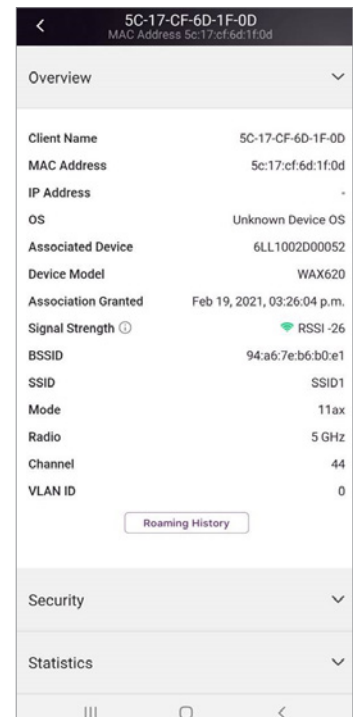 5C-17-CF-6D-1F-0D
MAC Address 5c:17:cf:6d:1f:0d
Overview
Client Name 5C-17-CF-6D-1F-0D
MAC Address 5c:17:cf:6d:1f:0d
IP Address -
OS Unknown Device OS
Associated Device 6LL1002D00052
Device Model WAX620
Association Granted Feb 19, 2021, 03:26:04 p.m.
Signal Strength RSSI -26
BSSID 94:a6:7e:b6:b0:e1
SSID SSID1
Mode 11ax
Radio 5 GHz
Channel 44
VLAN ID 0
Roaming History
Security
Statistics